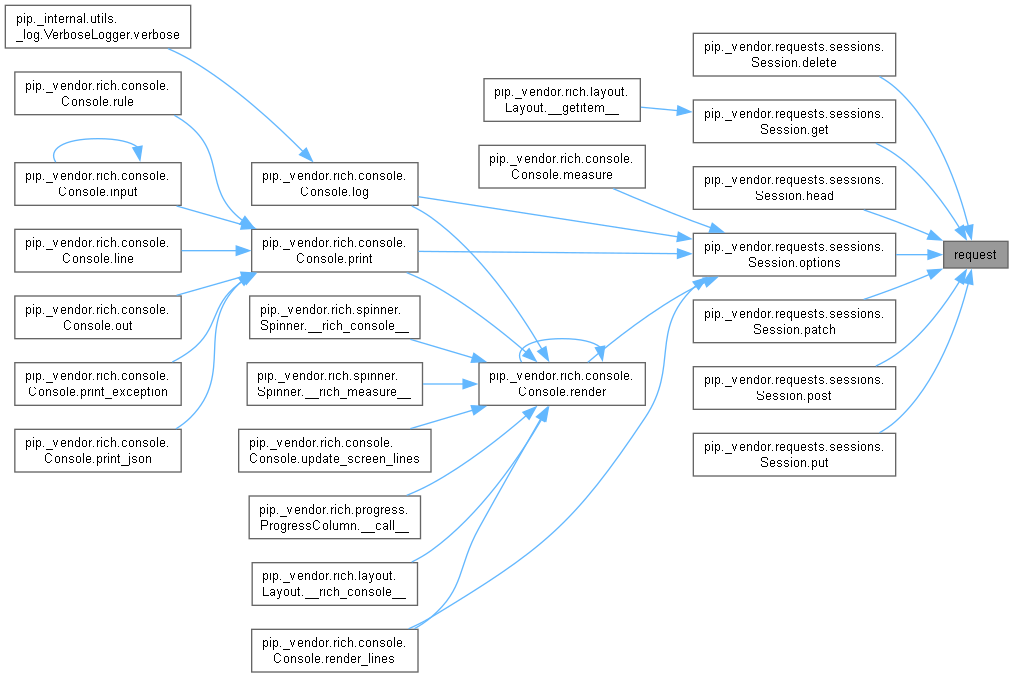 pip._internal.utils.
_log.VerboseLogger.verbose
pip._vendor.rich.console.
Console.rule
pip._vendor.rich.console.
Console.input
pip._vendor.rich.console.
Console.line
pip._vendor.rich.console.
Console.out
pip._vendor.rich.console.
Console.print_exception
pip._vendor.rich.console.
Console.print_json
pip._vendor.rich.console.
Console.log
pip._vendor.rich.console.
Console.print
pip._vendor.rich.spinner.
Spinner.__rich_console__
pip._vendor.rich.spinner.
Spinner.__rich_measure__
pip._vendor.rich.console.
Console.update_screen_lines
pip._vendor.rich.progress.
ProgressColumn.__call__
pip._vendor.rich.layout.
Layout.__rich_console__
pip._vendor.rich.console.
Console.render_lines
pip._vendor.rich.layout.
Layout.__getitem__
pip._vendor.rich.console.
Console.measure
pip._vendor.rich.console.
Console.render
pip._vendor.requests.sessions.
Session.delete
pip._vendor.requests.sessions.
Session.get
pip._vendor.requests.sessions.
Session.head
pip._vendor.requests.sessions.
Session.options
pip._vendor.requests.sessions.
Session.patch
pip._vendor.requests.sessions.
Session.post
pip._vendor.requests.sessions.
Session.put
request